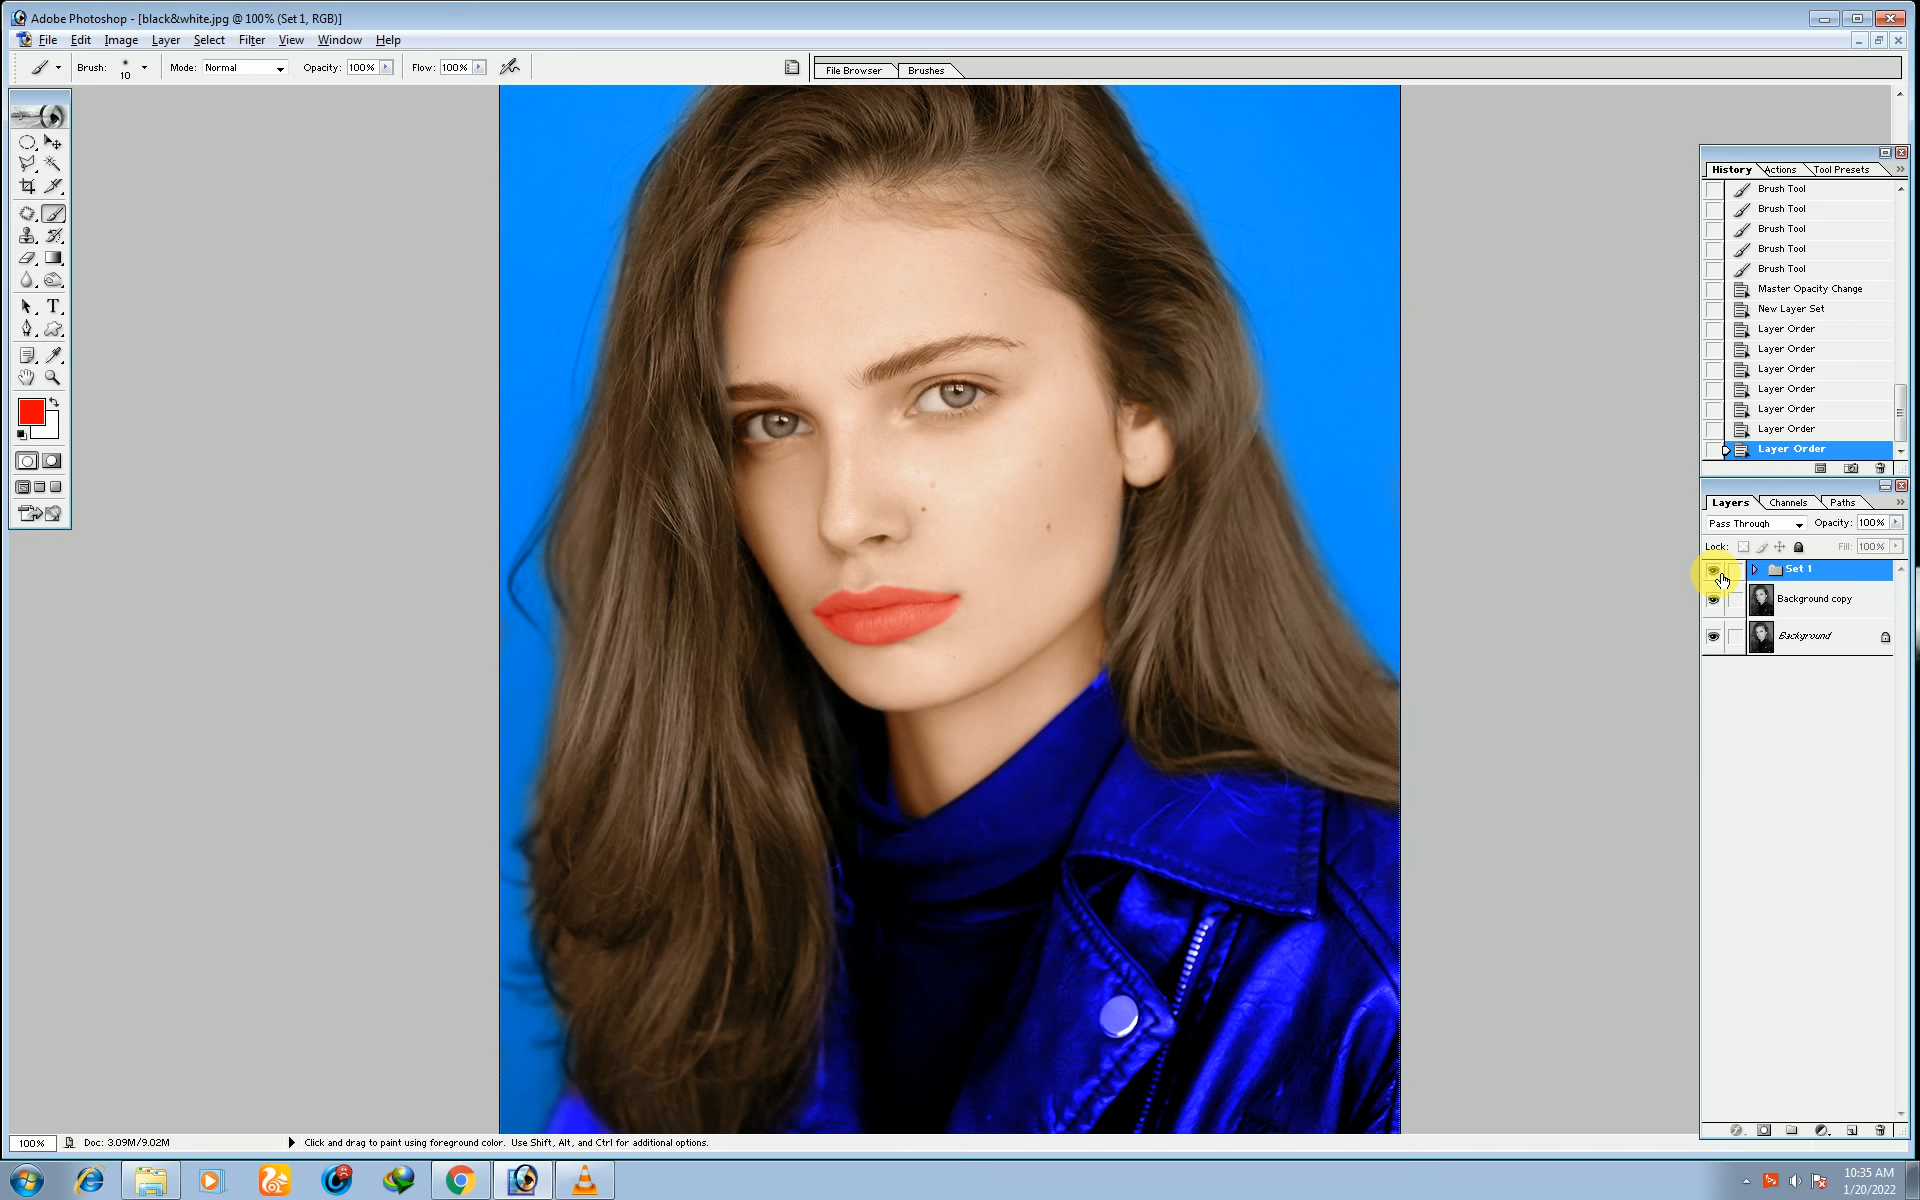 Adobe Photoshop - [black&white.jpg @ 100% (Set 1, RGB)]
File Edit Image Layer Select Filter View Window Help
Brush: 10 Mode: Normal Opacity: 100% Flow: 100% File Browser Brushes
History Actions Tool Presets
Brush Tool
Brush Tool
Brush Tool
Brush Tool
Brush Tool
Master Opacity Change
New Layer Set
Layer Order
Layer Order
Layer Order
Layer Order
Layer Order
Layer Order
Layer Order
Layers Channels Paths
Pass Through Opacity: 100%
Lock: Fill: 100%
Set 1
Background copy
Background
100% Doc: 3.09M/9.02M Click and drag to paint using foreground color. Use Shift, Alt, and Ctrl for additional options.
10:35 AM
1/20/2022